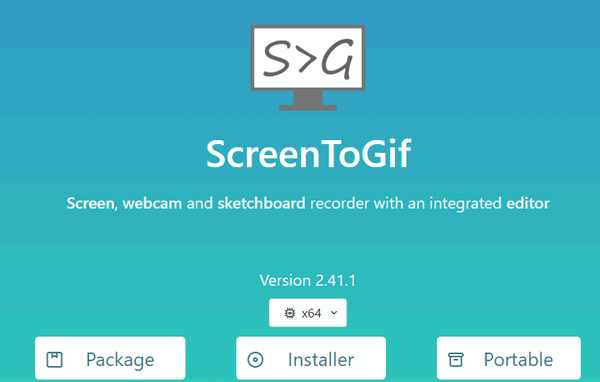 S>G
ScreenToGif
Screen, webcam and sketchboard recorder with an integrated editor
Version 2.41.1
x64
Package
Installer
Portable